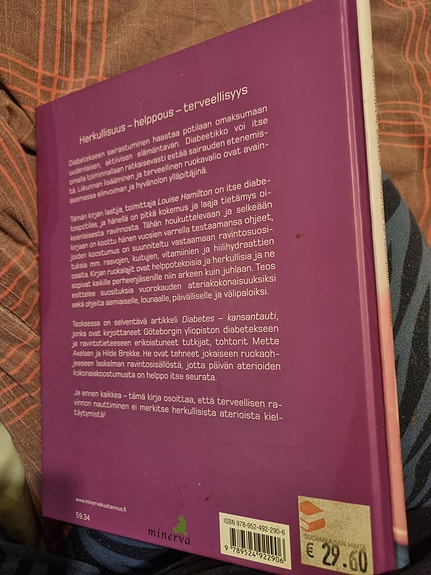 Herkullisuus – helppous – terveellisyys
Diabetekseen sairastuminen haastaa potilaan omaksumaan
uudenlaisen, aktiivisen elämäntavan. Diabeetikko voi itse
omalla toiminnallaan ratkaisevasti estää sairauden etenemis-
tä. Liikunnan lisääminen ja terveellinen ruokavalio ovat avain-
asemassa elinvoiman ja hyvänolon ylläpitäjinä.
Tämän kirjan laatija, toimittaja Louise Hamilton on itse diabe-
tespotilas, ja hänellä on pitkä kokemus ja laaja tietämys oi-
keanlaisesta ravinnosta. Tähän houkuttelevaan ja selkeään
kirjaan on koottu hänen vuosien varrella testaamansa ohjeet,
joiden koostumus on suunniteltu vastaamaan ravintosuosi-
tuksia mm. rasvojen, kuitujen, vitamiinien ja hiilihydraattien
osalta. Kirjan ruokalajit ovat helppotekoisia ja herkullisia ja ne
sopivat kaikille perheenjäsenille niin arkeen kuin juhlaan. Teos
esittelee suosituksia vuorokauden ateriakokonaisuuksiksi
sekä ohjeita aamiaiselle, lounaalle, päivälliselle ja välipaloiksi.
Teoksessa on selventävä artikkeli Diabetes – kansantauti,
jonka ovat kirjoittaneet Göteborgin yliopiston diabetekseen
ja ravintotieteeseen erikoistuneet tutkijat, tohtorit Mette
Axelsen ja Hilde Brekke. He ovat tehneet jokaiseen ruokaoh-
jeeseen laskelman ravintosisällöstä, jotta päivän aterioiden
kokonaiskoostumusta on helppo itse seurata.
Ja ennen kaikkea – tämä kirja osoittaa, että terveellisen ra-
vinnon nauttiminen ei merkitse herkullisista aterioista kiel-
täytymistä!
www.minervakustannus.fi
59.34
minerva
ISBN 978-952-492-290-6
9 789524 922906
SUOMALAINEN
€ 29.60